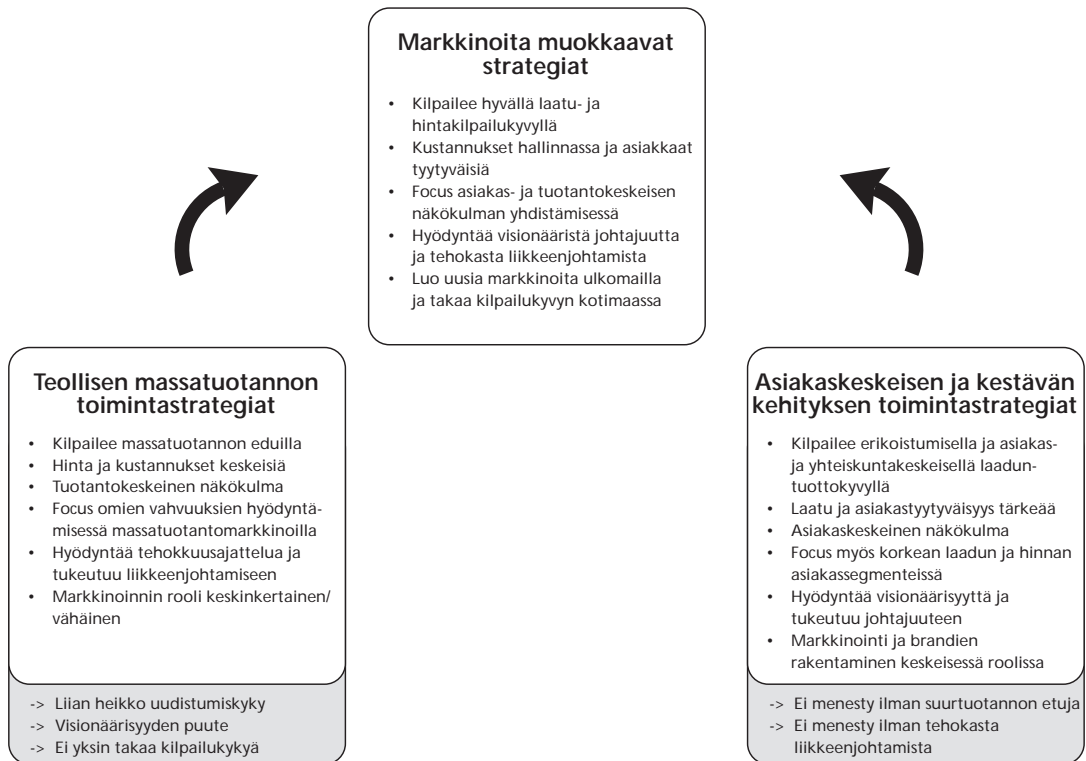 Markkinoita muokkaavat
strategiat
• Kilpailee hyvällä laatu- ja
hintakilpailukyvyllä
• Kustannukset hallinnassa ja asiakkaat
tyytyväisiä
• Focus asiakas- ja tuotantokeskeisen
näkökulman yhdistämisessä
• Hyödyntää visionääristä johtajuutta
ja tehokasta liikkeenjohtamista
• Luo uusia markkinoita ulkomailla
ja takaa kilpailukyvyn kotimaassa
Teollisen massatuotannon
toimintastrategiat
• Kilpailee massatuotannon eduilla
• Hinta ja kustannukset keskeisiä
• Tuotantokeskeinen näkökulma
• Focus omien vahvuuksien hyödyntä-
misessä massatuotantomarkkinoilla
• Hyödyntää tehokkuusajattelua ja
tukeutuu liikkeenjohtamiseen
• Markkinoinnin rooli keskinkertainen/
vähäinen
-> Liian heikko uudistumiskyky
-> Visionäärisyyden puute
-> Ei yksin takaa kilpailukykyä
Asiakaskeskeisen ja kestävän
kehityksen toimintastrategiat
• Kilpailee erikoistumisella ja asiakas-
ja yhteiskuntakeskeisellä laadun-
tuottokyvyllä
• Laatu ja asiakastyytyväisyys tärkeää
• Asiakaskeskeinen näkökulma
• Focus myös korkean laadun ja hinnan
asiakassegmenteissä
• Hyödyntää visionäärisyyttä ja
tukeutuu johtajuuteen
• Markkinointi ja brandien
rakentaminen keskeisessä roolissa
-> Ei menesty ilman suurtuotannon etuja
-> Ei menesty ilman tehokasta
liikkeenjohtamista